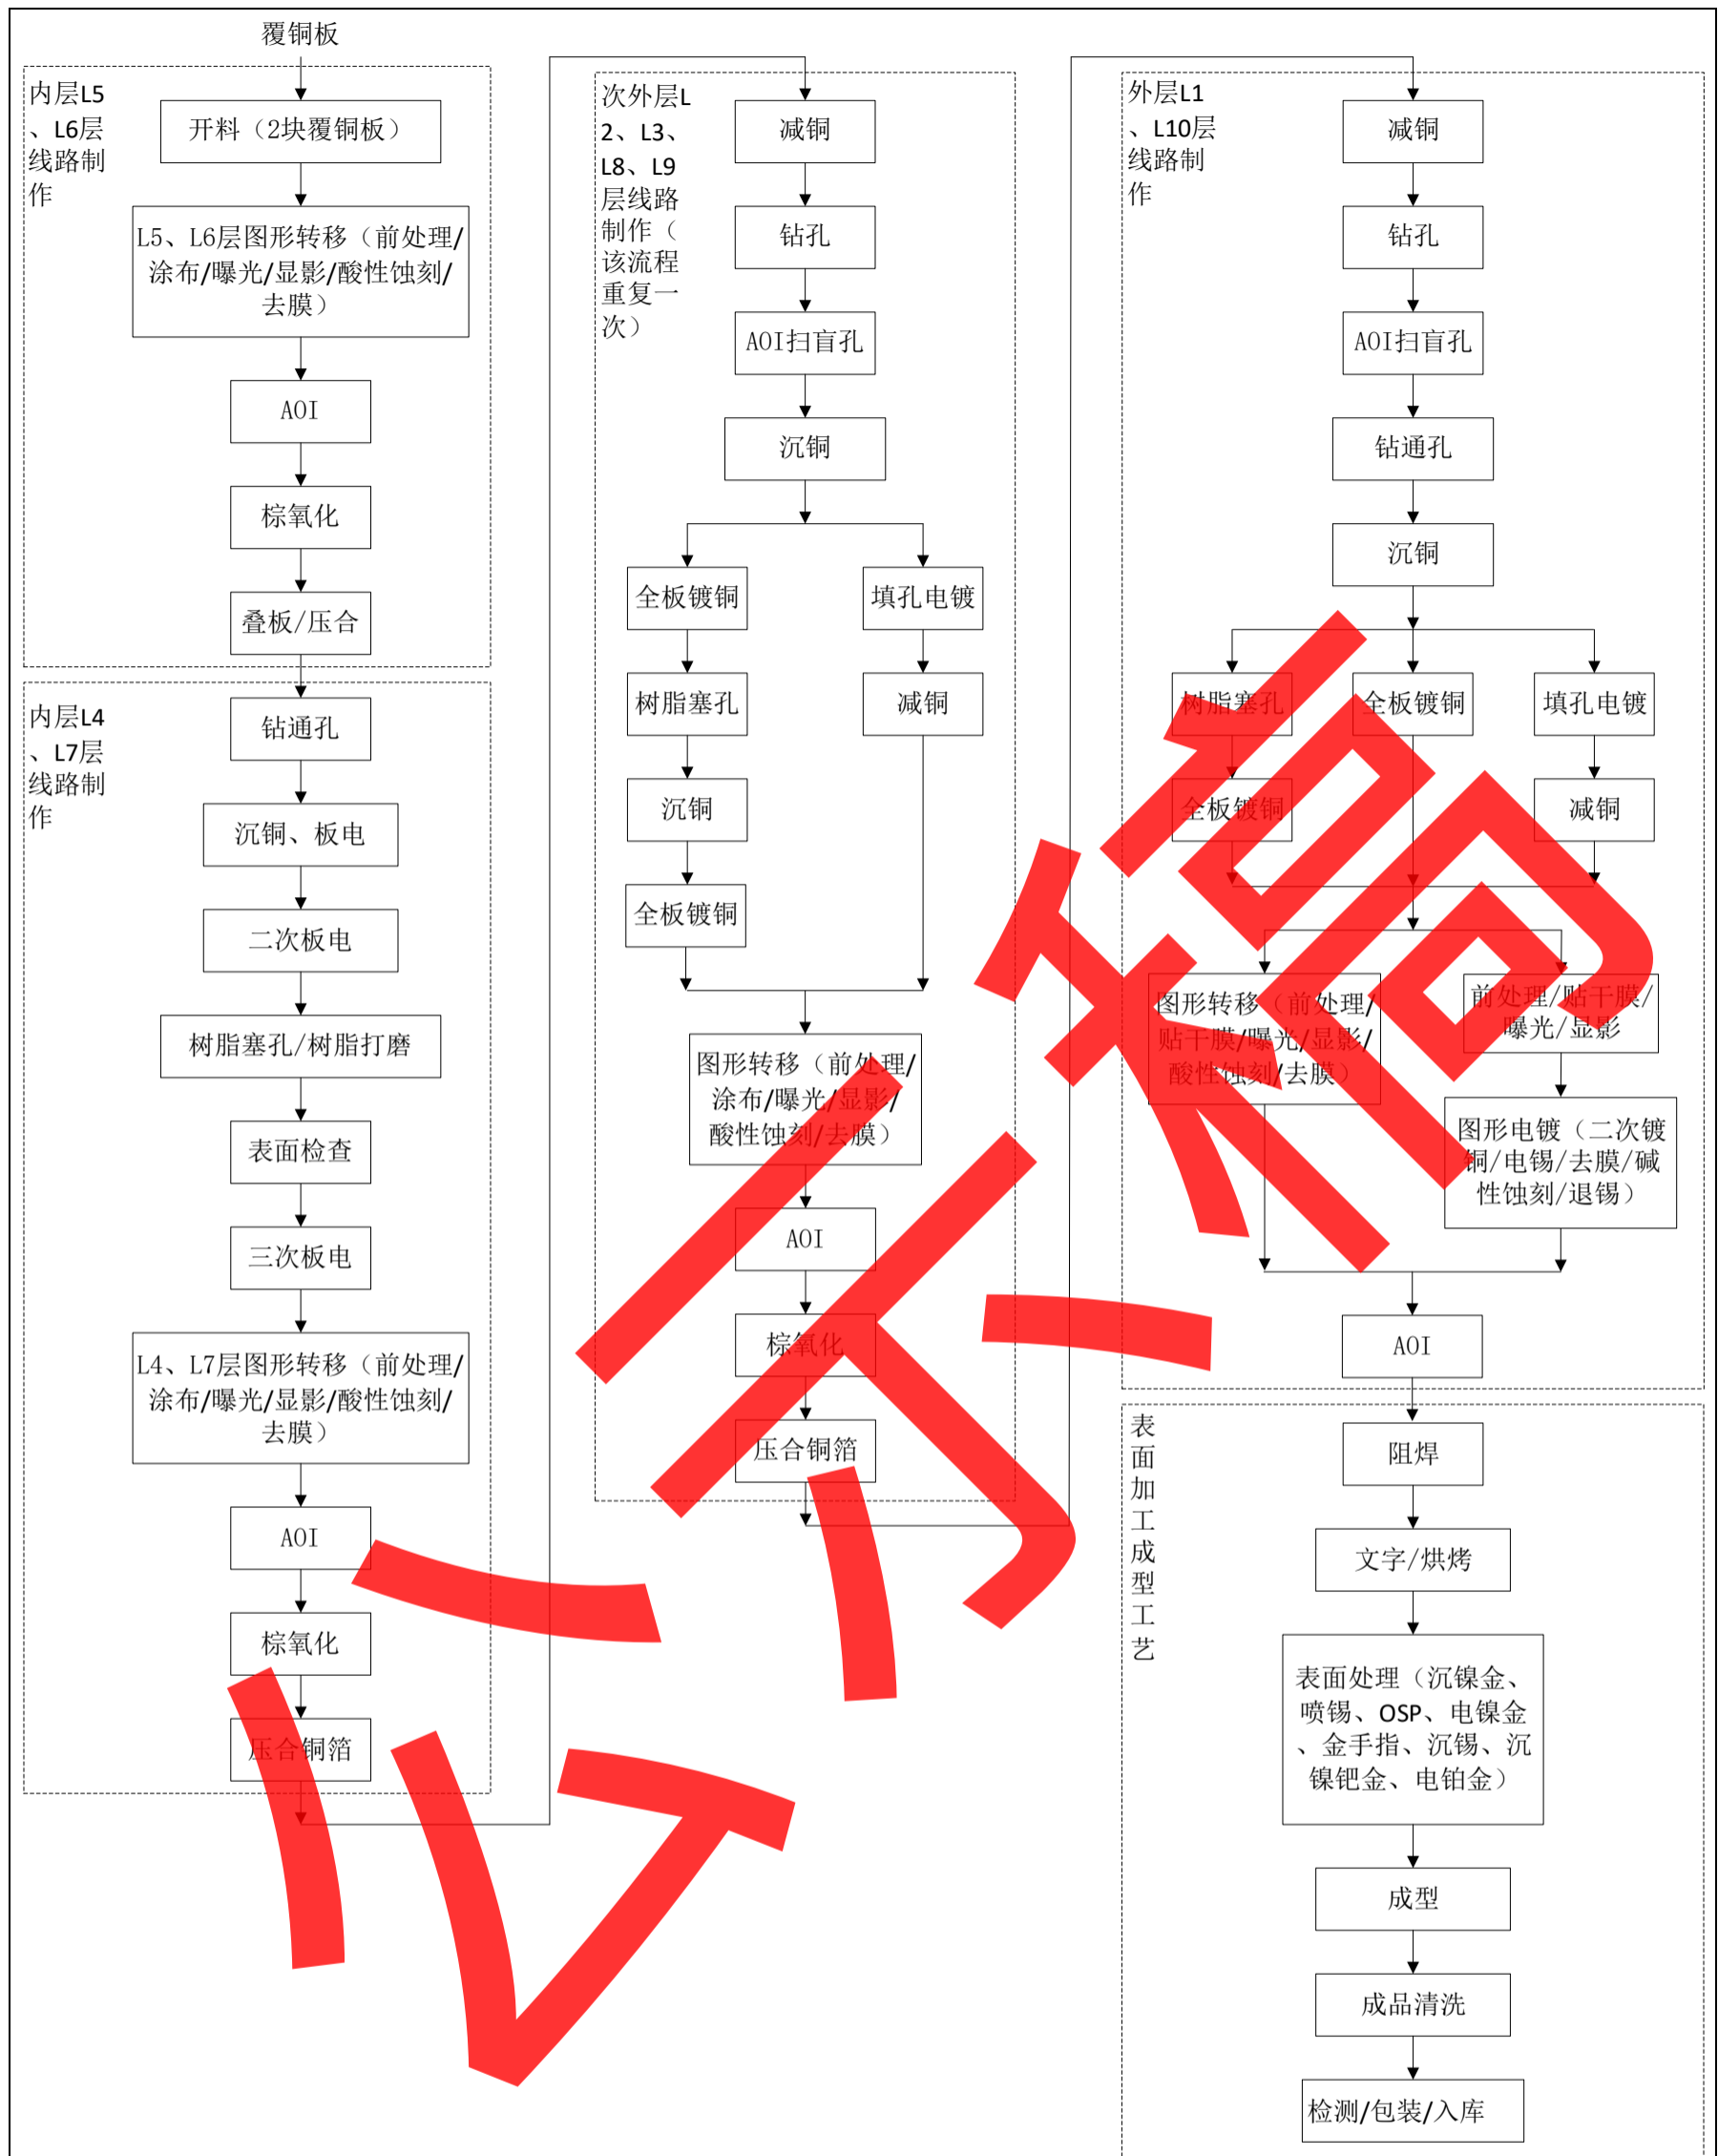 覆铜板
内层L5
、L6层
线路制
作
开料（2块覆铜板）
L5、L6层图形转移（前处理/
涂布/曝光/显影/酸性蚀刻/
去膜）
AOI
棕氧化
叠板/压合
内层L4
、L7层
线路制
作
钻通孔
沉铜、板电
二次板电
树脂塞孔/树脂打磨
表面检查
三次板电
L4、L7层图形转移（前处理/
涂布/曝光/显影/酸性蚀刻/
去膜）
AOI
棕氧化
压合铜箔
次外层L
2、L3、
L8、L9
层线路
制作（
该流程
重复一
次）
减铜
钻孔
AOI扫盲孔
沉铜
全板镀铜
树脂塞孔
沉铜
全板镀铜
填孔电镀
减铜
图形转移（前处理/
涂布/曝光/显影/
酸性蚀刻/去膜）
AOI
棕氧化
压合铜箔
外层L1
、L10层
线路制
作
减铜
钻孔
AOI扫盲孔
钻通孔
沉铜
树脂塞孔
全板镀铜
全板镀铜
填孔电镀
减铜
图形转移（前处理/
贴干膜/曝光/显影/
酸性蚀刻/去膜）
前处理/贴干膜/
曝光/显影
图形电镀（二次镀
铜/电锡/去膜/碱
性蚀刻/退锡）
AOI
表
面
加
工
成
型
工
艺
阻焊
文字/烘烤
表面处理（沉镍金、
喷锡、OSP、电镍金
、金手指、沉锡、沉
镍钯金、电铂金）
成型
成品清洗
检测/包装/入库
公示本稿